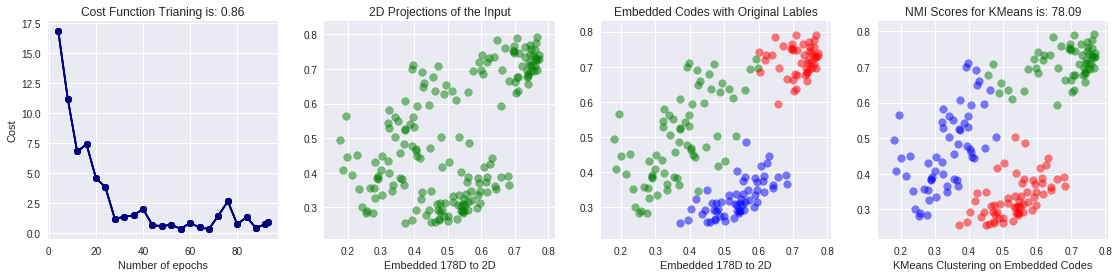 Cost Function Trianing is: 0.86
2D Projections of the Input
Embedded Codes with Original Lables
NMI Scores for KMeans is: 78.09
17.5
15.0
12.5
10.0
7.5
5.0
2.5
0.0
Cost
0 20 40 60 80
Number of epochs
0.8
0.7
0.6
0.5
0.4
0.3
0.2 0.3 0.4 0.5 0.6 0.7 0.8
Embedded 178D to 2D
0.8
0.7
0.6
0.5
0.4
0.3
0.2 0.3 0.4 0.5 0.6 0.7 0.8
Embedded 178D to 2D
0.8
0.7
0.6
0.5
0.4
0.3
0.2 0.3 0.4 0.5 0.6 0.7 0.8
KMeans Clustering on Embedded Codes